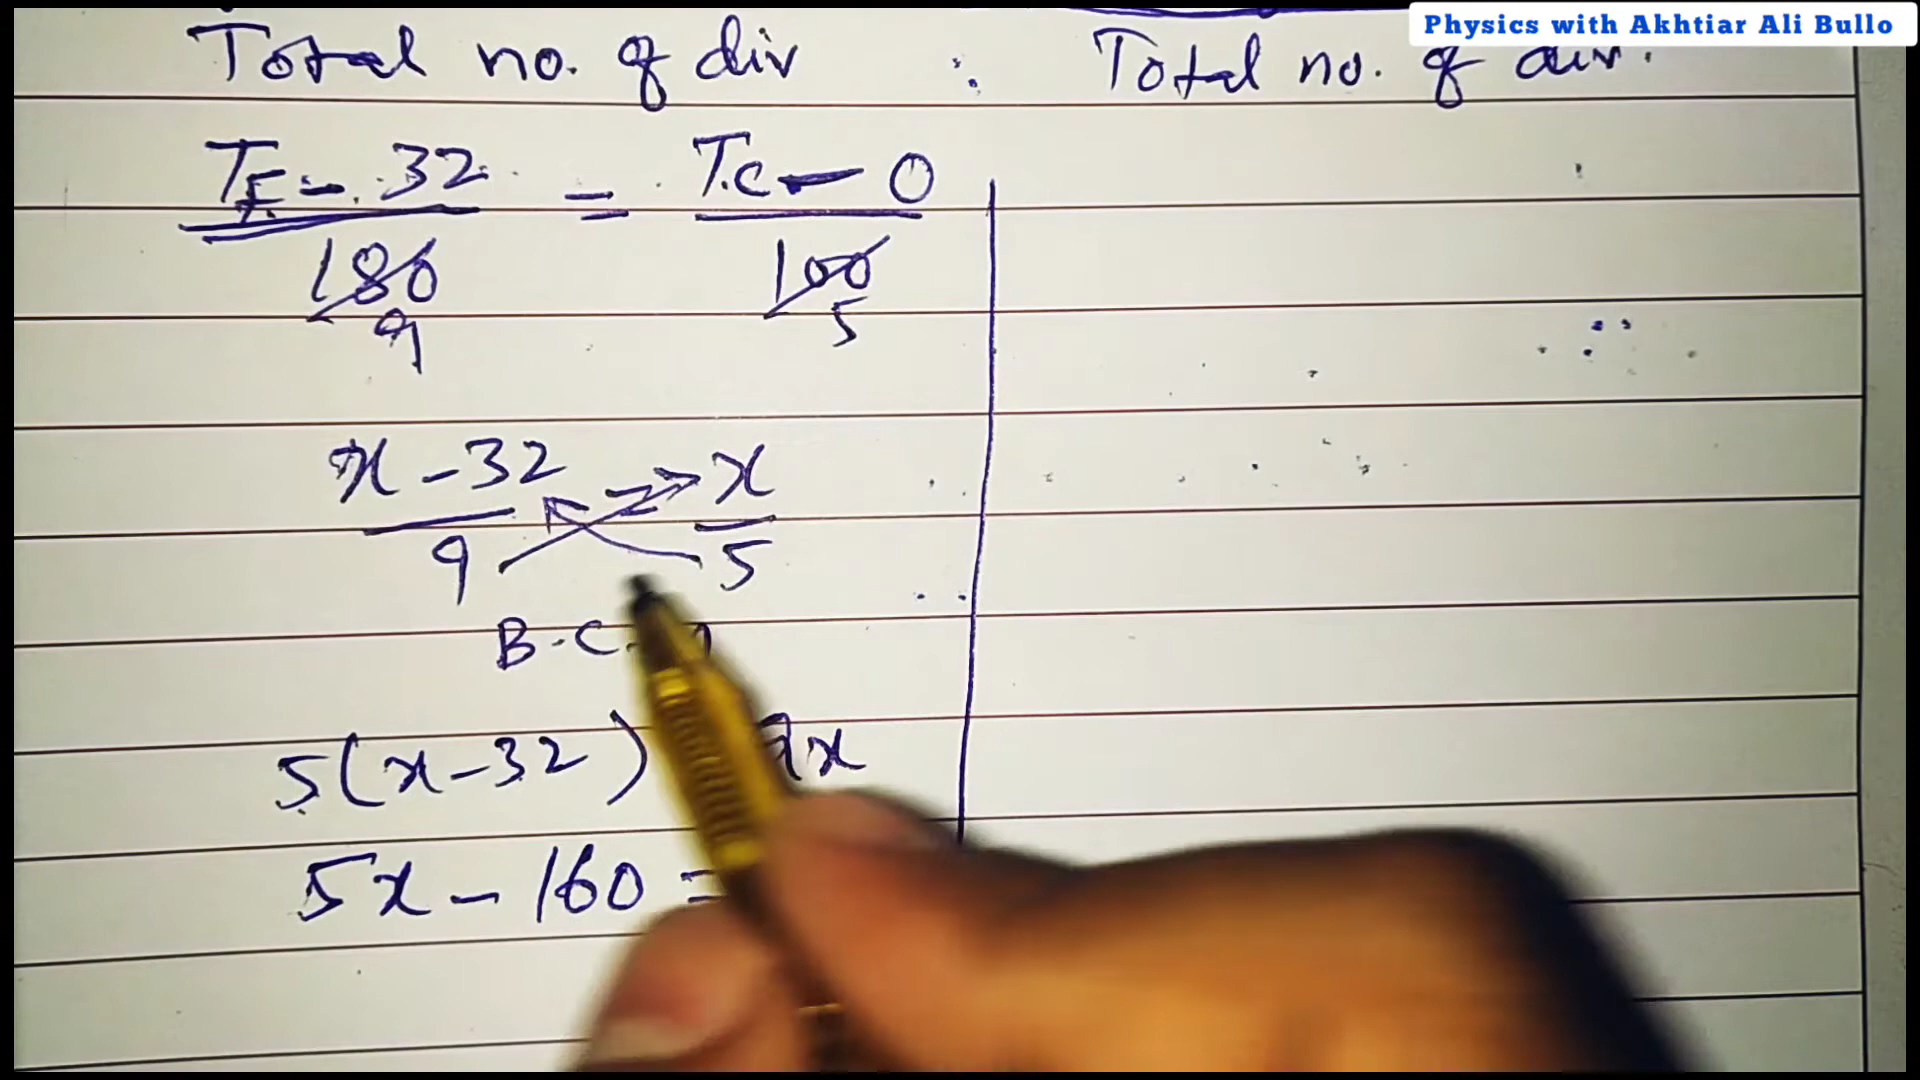 Physics with Akhtiar Ali Bullo
Total no. of div : Total no. of div.
TF - 32 = T.C - 0
180 100
9 5
x - 32 = x
9 5
B.C.
5(x-32) 9x
5x - 160 =